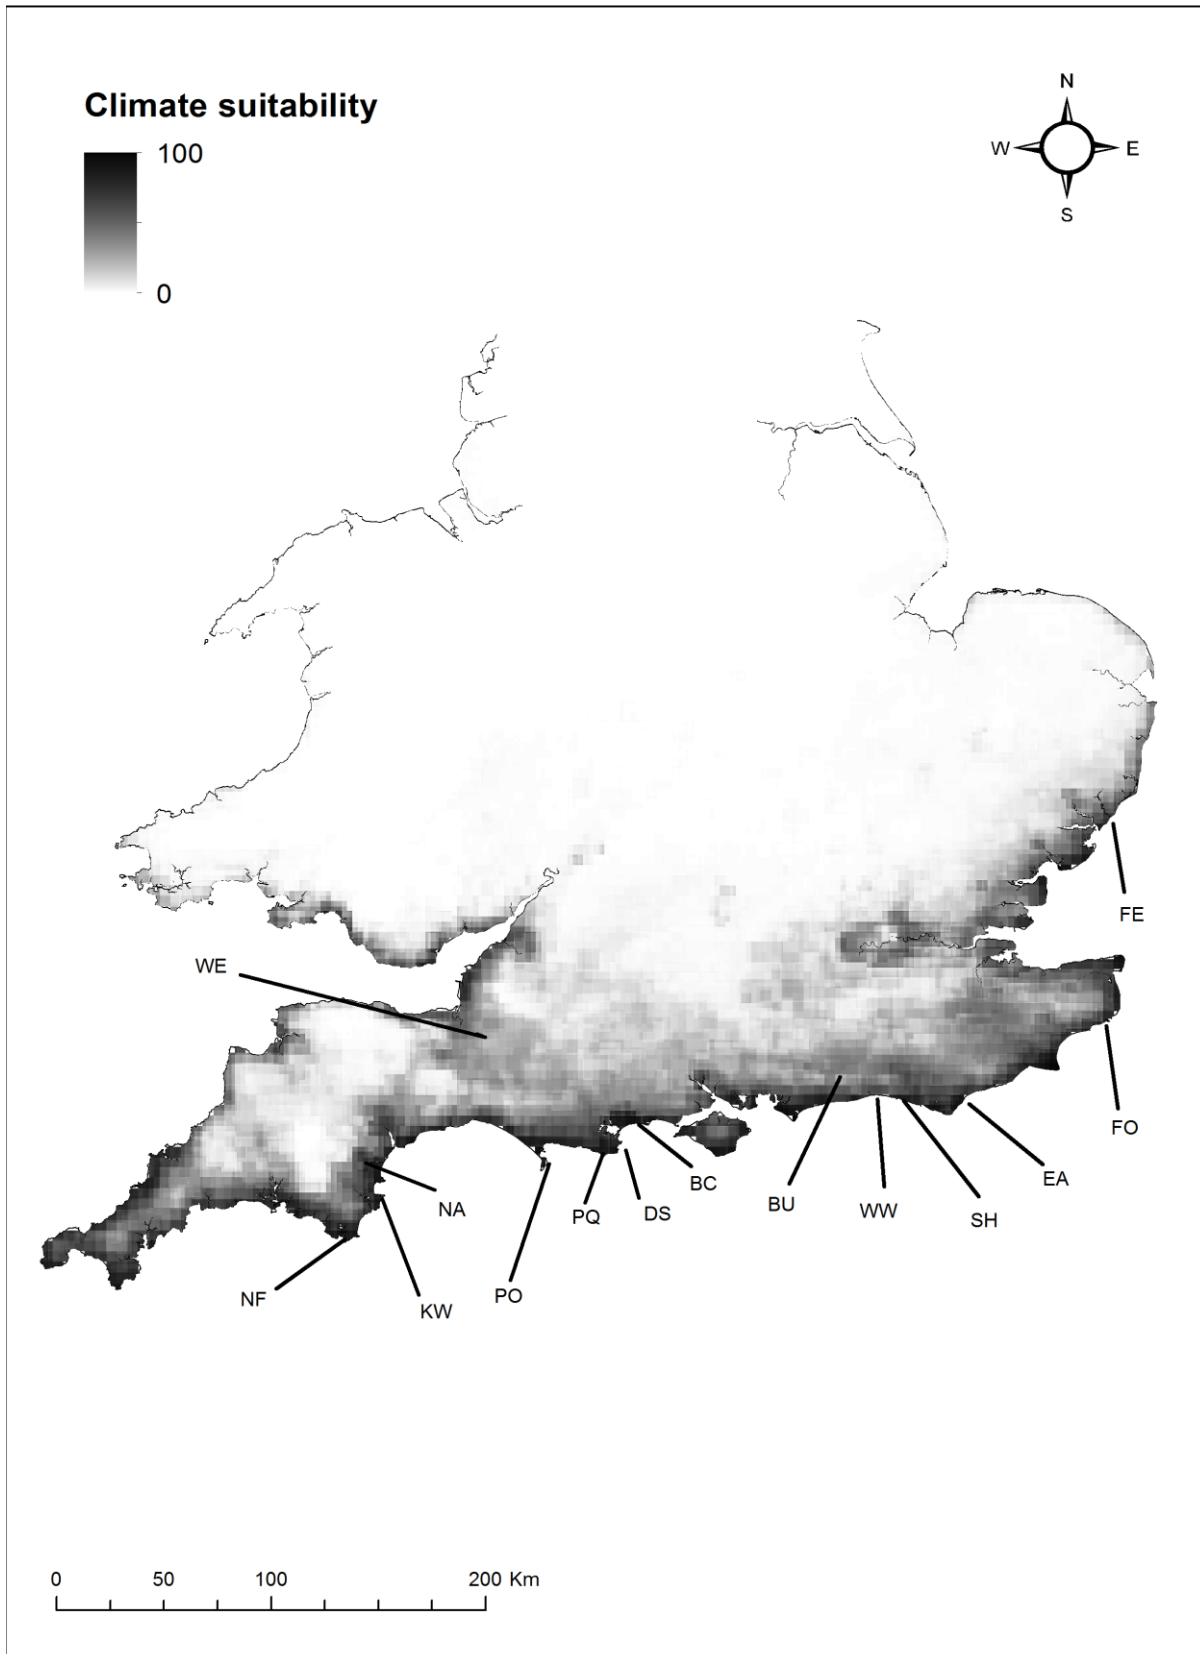 Climate suitability
100
0
N
W E
S
WE
FE
FO
EA
SH
WW
BU
BC
DS
PQ
PO
NA
KW
NF
0 50 100 200 Km